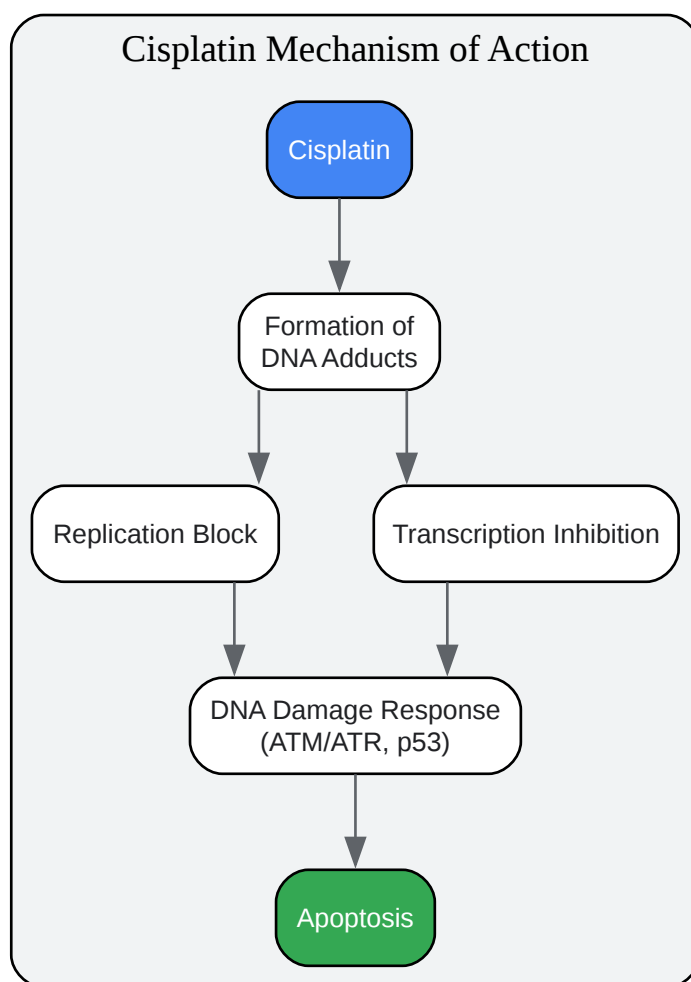 Cisplatin Mechanism of Action
Cisplatin
Formation of
DNA Adducts
Replication Block
Transcription Inhibition
DNA Damage Response
(ATM/ATR, p53)
Apoptosis